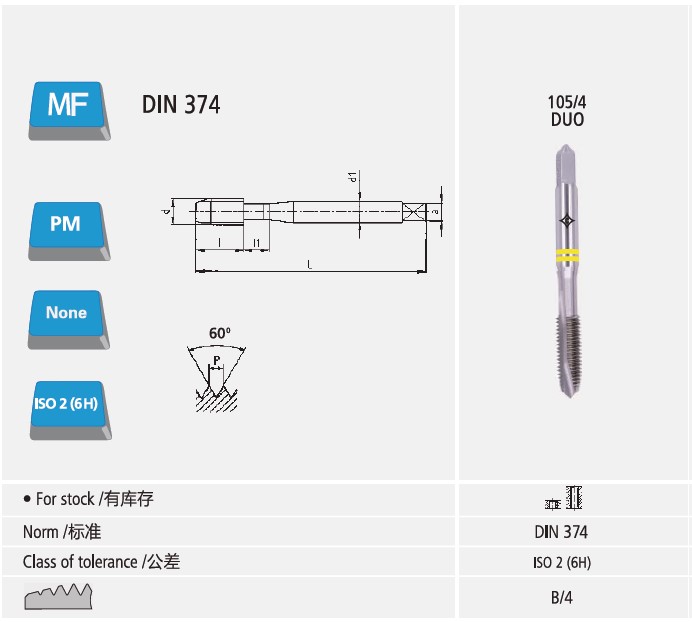 MF
DIN 374
105/4
DUO
PM
d
d1
a
l
l1
L
None
60°
P
ISO 2 (6H)
• For stock /有库存
Norm /标准
DIN 374
Class of tolerance /公差
ISO 2 (6H)
B/4